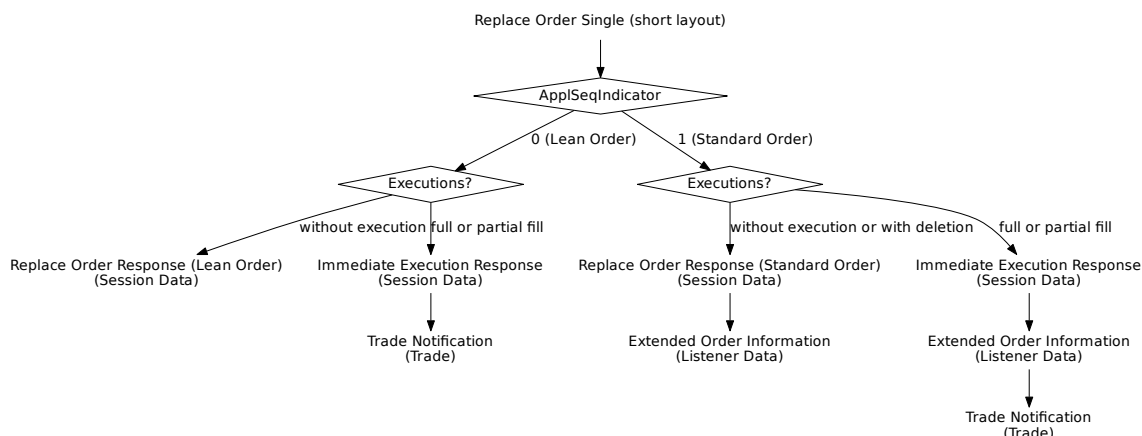 Replace Order Single (short layout)
ApplSeqIndicator
0 (Lean Order)
1 (Standard Order)
Executions?
Executions?
without execution
full or partial fill
without execution or with deletion
full or partial fill
Replace Order Response (Lean Order)
(Session Data)
Immediate Execution Response
(Session Data)
Replace Order Response (Standard Order)
(Session Data)
Immediate Execution Response
(Session Data)
Trade Notification
(Trade)
Extended Order Information
(Listener Data)
Extended Order Information
(Listener Data)
Trade Notification
(Trade)